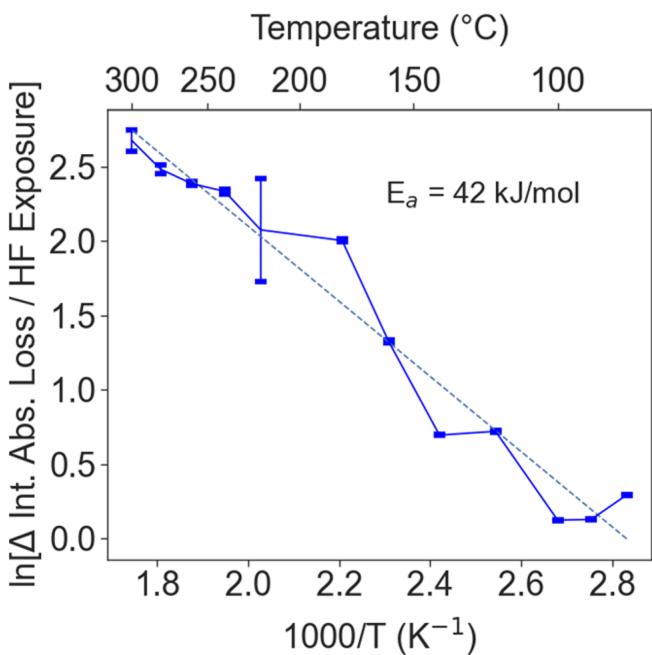 Temperature (°C)
300 250 200 150 100
ln[Δ Int. Abs. Loss / HF Exposure]
2.5
2.0
1.5
1.0
0.5
0.0
Eₐ = 42 kJ/mol
1.8 2.0 2.2 2.4 2.6 2.8
1000/T (K⁻¹)